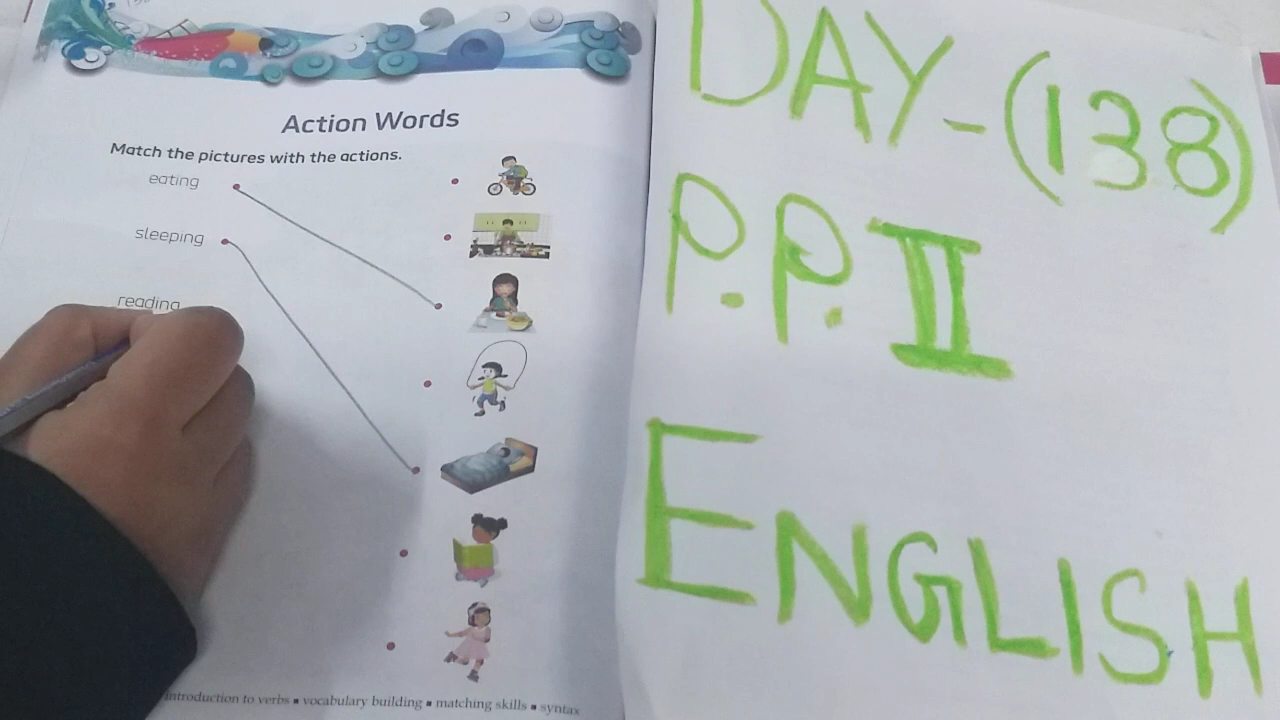 Action Words
Match the pictures with the actions.
eating
sleeping
reading
introduction to verbs ▪ vocabulary building ▪ matching skills ▪ syntax
DAY-(138)
P.P.II
ENGLISH